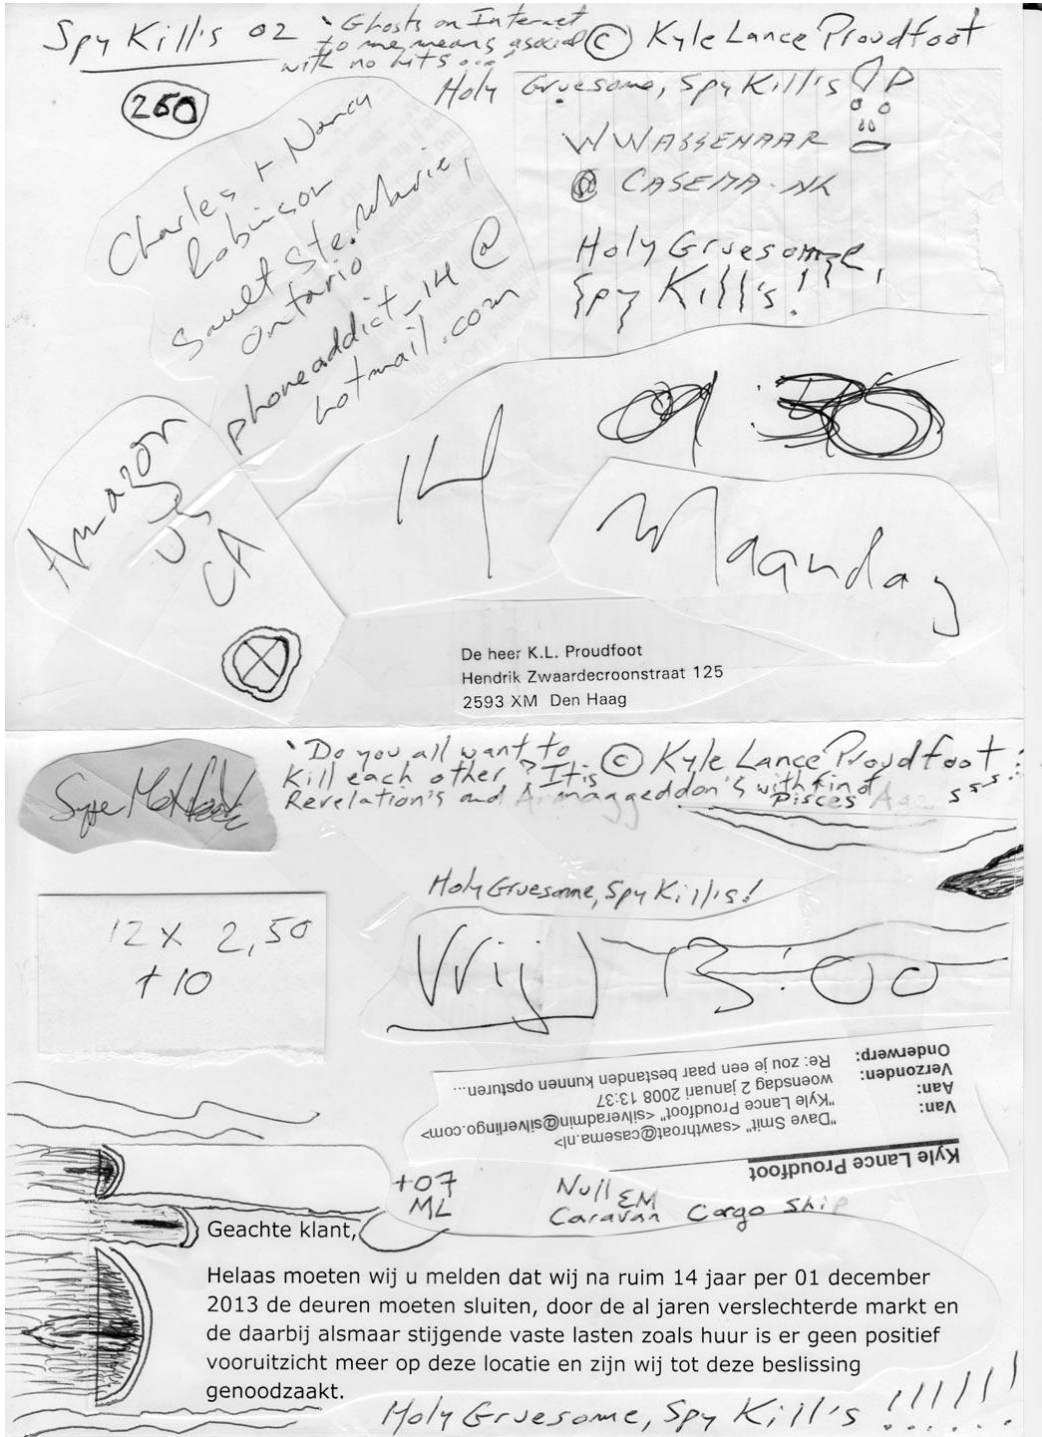 Spy Kill's 02
"Ghosts on Internet
to me means asocial
with no hits...
© Kyle Lance Proudfoot
260
Holy Gruesome, Spy Kill's
WWASSENAAR
@ CASEMA.NL
Holy Gruesome,
Spy Kill's!
Charles + Nancy
Robinson
Sault Ste. Marie,
Ontario
phoneaddict_14@
hotmail.com
Amazon
US
CA
14
09:35
Maandag
De heer K.L. Proudfoot
Hendrik Zwaardecroonstraat 125
2593 XM Den Haag
"Do you all want to
kill each other? It is
Revelation's and Armaggeddon's with kind of
Pisces
© Kyle Lance Proudfoot
sss...
Holy Gruesome, Spy Kill's!
12 x 2,50
+ 10
Vrij 13:00
Kyle Lance Proudfoot
Van: "Dave Smit" <sawthroat@casema.nl>
Aan: "Kyle Lance Proudfoot" <silveradmin@silverlingo.com>
Verzonden: woensdag 2 januari 2008 13:37
Onderwerp: Re: zou je een paar bestanden kunnen opsturen...
+07
ML
Null EM
Caravan Cargo Ship
Geachte klant,
Helaas moeten wij u melden dat wij na ruim 14 jaar per 01 december
2013 de deuren moeten sluiten, door de al jaren verslechterde markt en
de daarbij alsmaar stijgende vaste lasten zoals huur is er geen positief
vooruitzicht meer op deze locatie en zijn wij tot deze beslissing
genoodzaakt.
Holy Gruesome, Spy Kill's !!!!!!